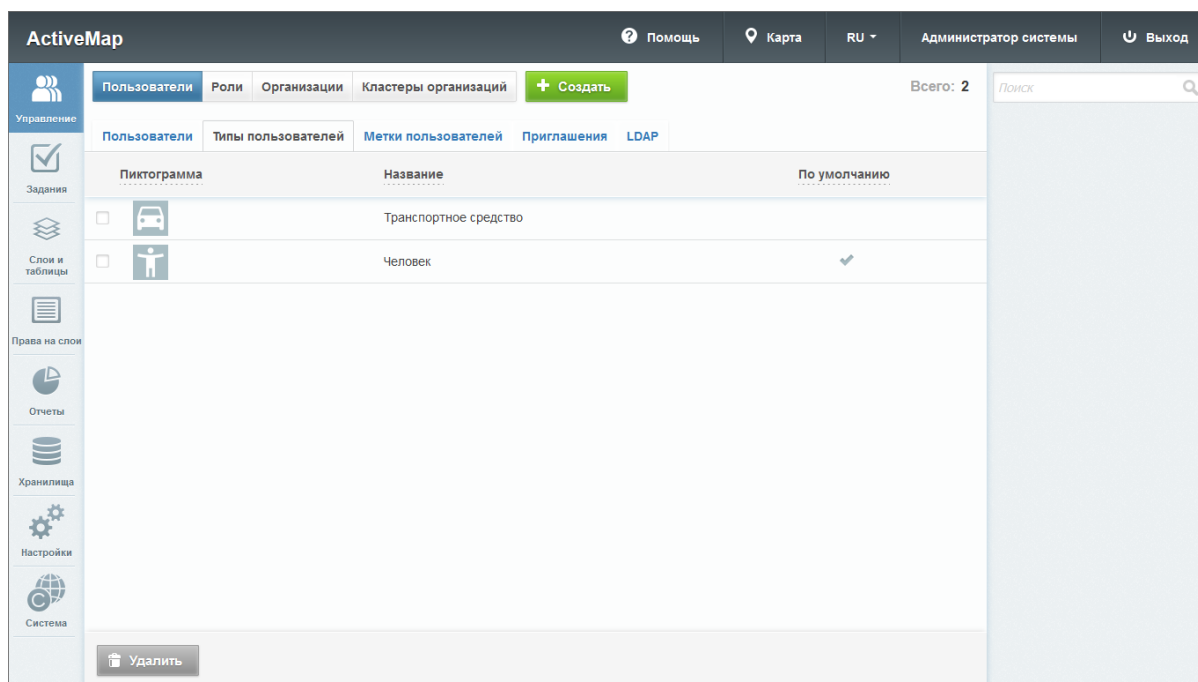 ActiveMap
Помощь
Карта
RU
Администратор системы
Выход
Управление
Задания
Слои и
таблицы
Права на слои
Отчеты
Хранилища
Настройки
Система
Пользователи Роли Организации Кластеры организаций
Создать
Всего: 2
Поиск
Пользователи Типы пользователей Метки пользователей Приглашения LDAP
Пиктограмма Название По умолчанию
Транспортное средство
Человек
Удалить